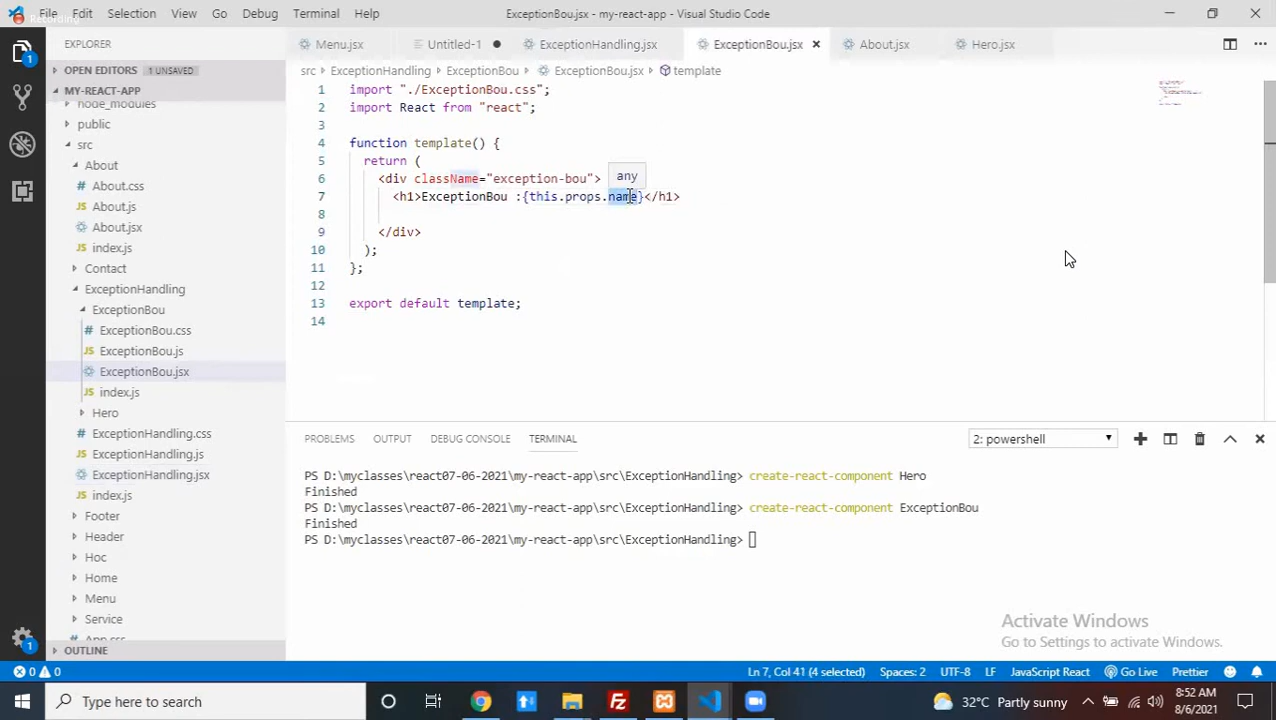 File Edit Selection View Go Debug Terminal Help ExceptionBou.jsx - my-react-app - Visual Studio Code
Recording
EXPLORER
Menu.jsx Untitled-1 ExceptionHandling.jsx ExceptionBou.jsx About.jsx Hero.jsx
OPEN EDITORS 1 UNSAVED
src > ExceptionHandling > ExceptionBou > ExceptionBou.jsx > template
MY-REACT-APP
node_modules
public
src
About
About.css
About.js
About.jsx
index.js
Contact
ExceptionHandling
ExceptionBou
ExceptionBou.css
ExceptionBou.js
ExceptionBou.jsx
index.js
Hero
ExceptionHandling.css
ExceptionHandling.js
ExceptionHandling.jsx
index.js
Footer
Header
Hoc
Home
Menu
Service
App.css
OUTLINE
1 import "./ExceptionBou.css";
2 import React from "react";
3
4 function template() {
5 return (
6 <div className="exception-bou">
any
7 <h1>ExceptionBou :{this.props.name}</h1>
8
9 </div>
10 );
11 };
12
13 export default template;
14
PROBLEMS OUTPUT DEBUG CONSOLE TERMINAL 2: powershell
PS D:\myclasses\react07-06-2021\my-react-app\src\ExceptionHandling> create-react-component Hero
Finished
PS D:\myclasses\react07-06-2021\my-react-app\src\ExceptionHandling> create-react-component ExceptionBou
Finished
PS D:\myclasses\react07-06-2021\my-react-app\src\ExceptionHandling>
Activate Windows
Go to Settings to activate Windows.
0 0 Ln 7, Col 41 (4 selected) Spaces: 2 UTF-8 LF JavaScript React Go Live Prettier 1
Type here to search 32°C Partly sunny 8:52 AM
8/6/2021